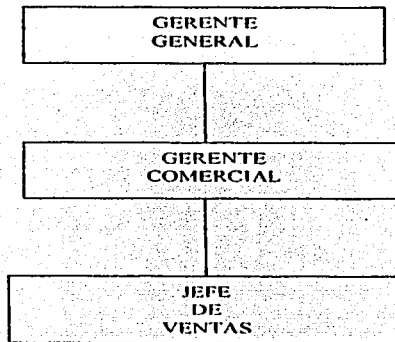 GERENTE
GENERAL
GERENTE
COMERCIAL
JEFE
DE
VENTAS